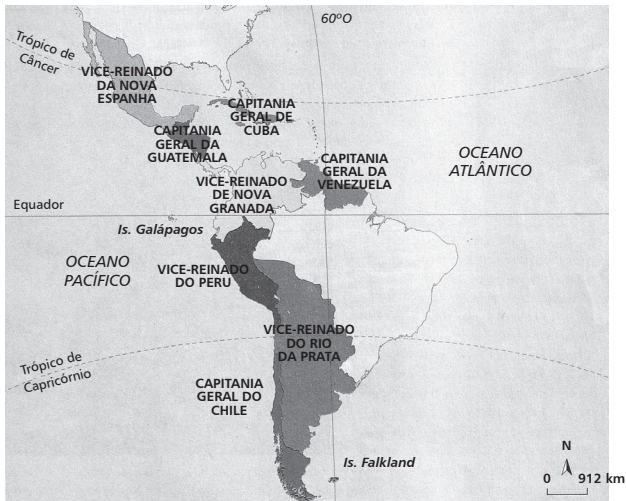 60ºO
Trópico de
Câncer
VICE-REINADO
DA NOVA
ESPANHA
CAPITANIA
GERAL DE
CUBA
CAPITANIA
GERAL DA
GUATEMALA
CAPITANIA
GERAL DA
VENEZUELA
OCEANO
ATLÂNTICO
VICE-REINADO
DE NOVA
GRANADA
Equador
Is. Galápagos
OCEANO
PACÍFICO
VICE-REINADO
DO PERU
VICE-REINADO
DO RIO
DA PRATA
Trópico de
Capricórnio
CAPITANIA
GERAL DO
CHILE
Is. Falkland
N
0 912 km